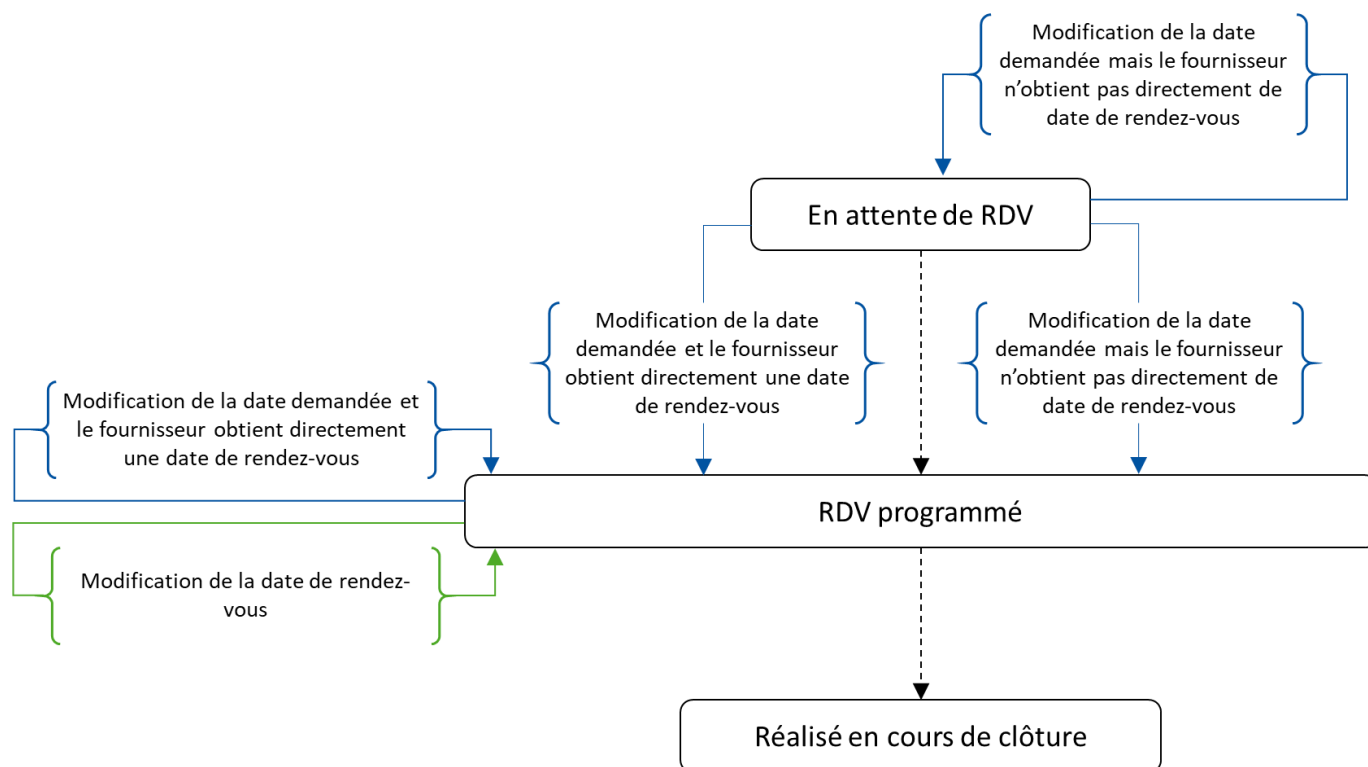 Modification de la date
demandée mais le fournisseur
n’obtient pas directement de
date de rendez-vous
En attente de RDV
Modification de la date
demandée et le fournisseur
obtient directement une date
de rendez-vous
Modification de la date
demandée mais le fournisseur
n’obtient pas directement de
date de rendez-vous
Modification de la date demandée et
le fournisseur obtient directement
une date de rendez-vous
RDV programmé
Modification de la date de rendez-
vous
Réalisé en cours de clôture